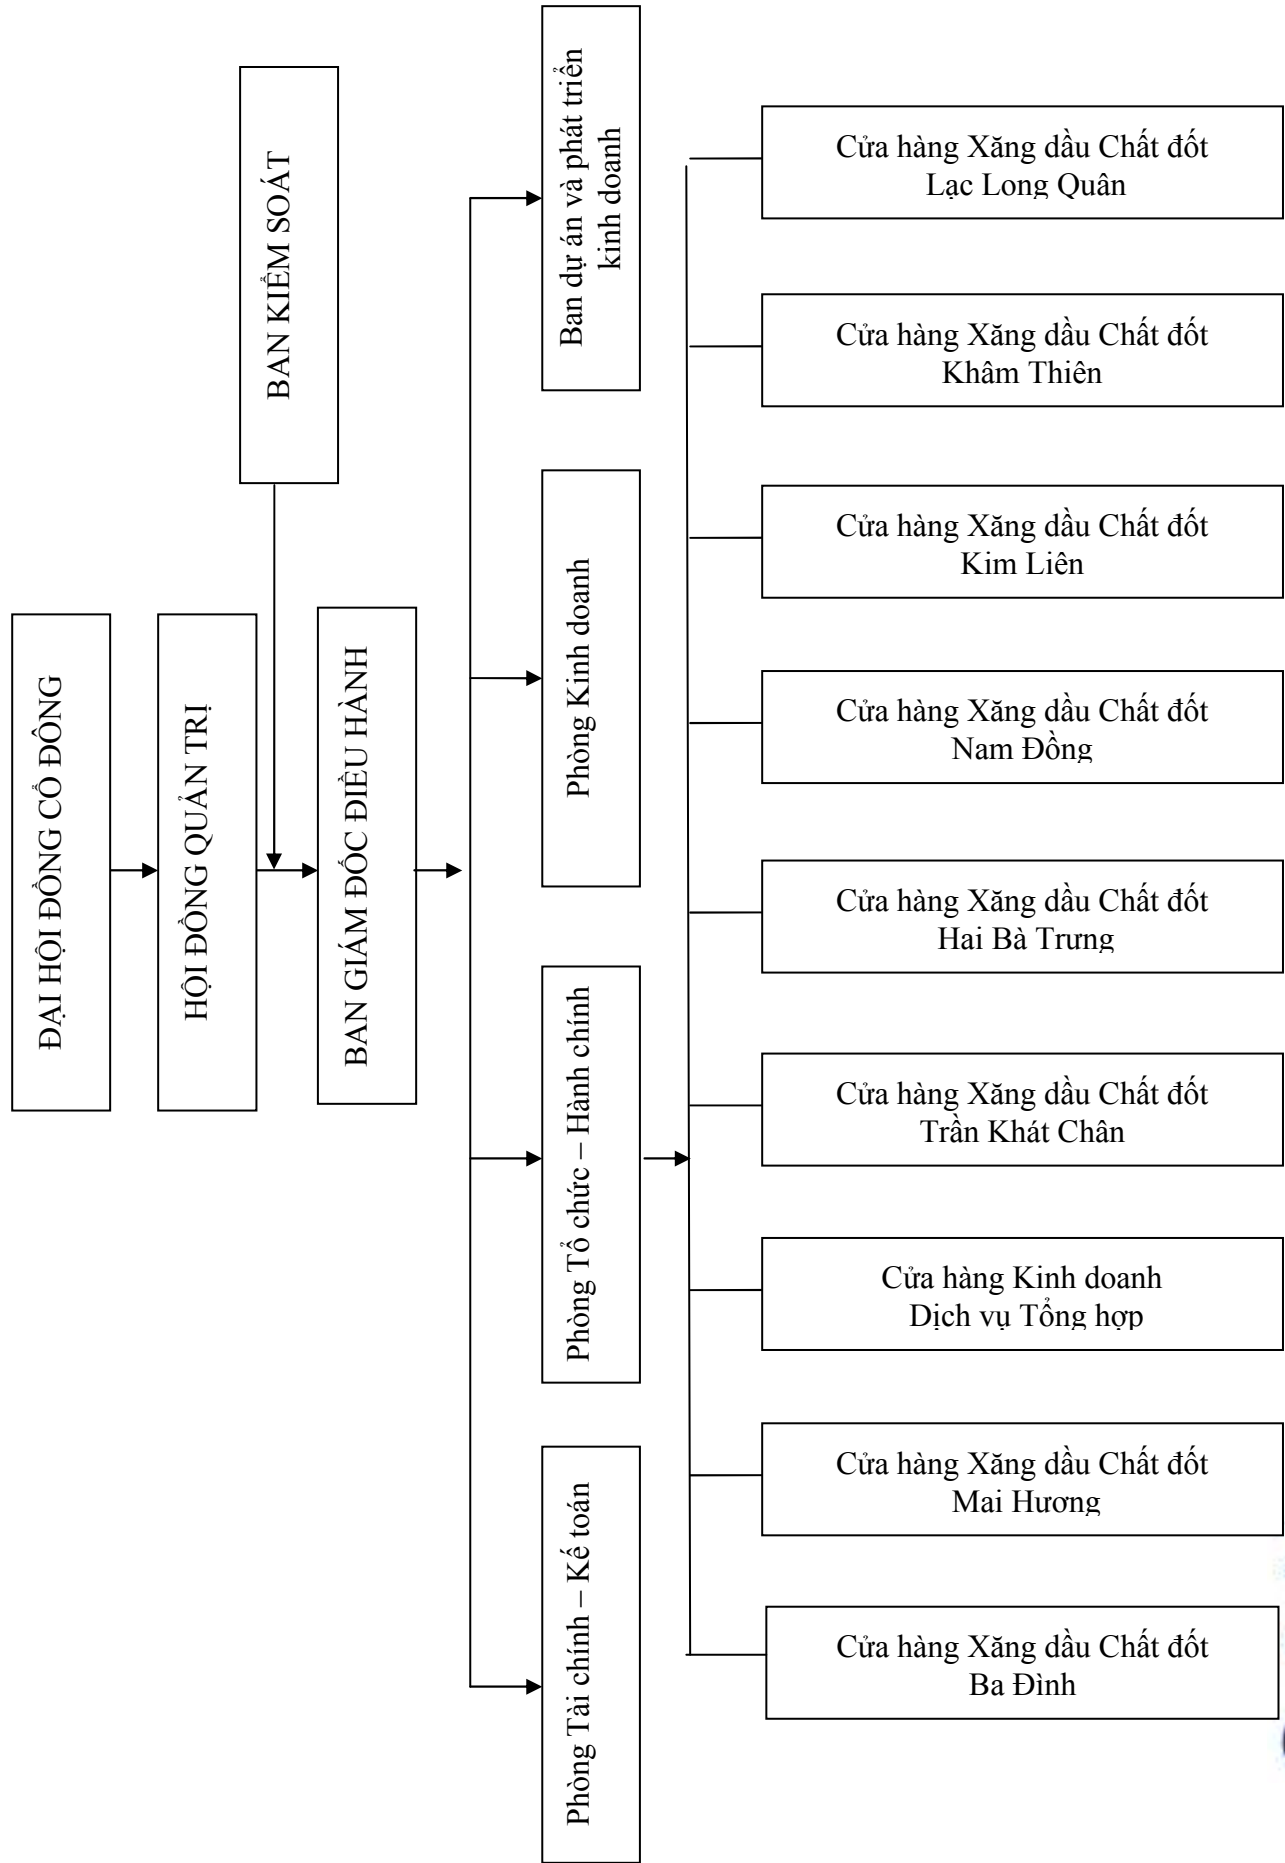 ĐẠI HỘI ĐỒNG CỔ ĐÔNG
HỘI ĐỒNG QUẢN TRỊ
BAN KIỂM SOÁT
BAN GIÁM ĐỐC ĐIỀU HÀNH
Phòng Tài chính – Kế toán
Phòng Tổ chức – Hành chính
Phòng Kinh doanh
Ban dự án và phát triển
kinh doanh
Cửa hàng Xăng dầu Chất đốt
Lạc Long Quân
Cửa hàng Xăng dầu Chất đốt
Khâm Thiên
Cửa hàng Xăng dầu Chất đốt
Kim Liên
Cửa hàng Xăng dầu Chất đốt
Nam Đồng
Cửa hàng Xăng dầu Chất đốt
Hai Bà Trưng
Cửa hàng Xăng dầu Chất đốt
Trần Khát Chân
Cửa hàng Kinh doanh
Dịch vụ Tổng hợp
Cửa hàng Xăng dầu Chất đốt
Mai Hương
Cửa hàng Xăng dầu Chất đốt
Ba Đình